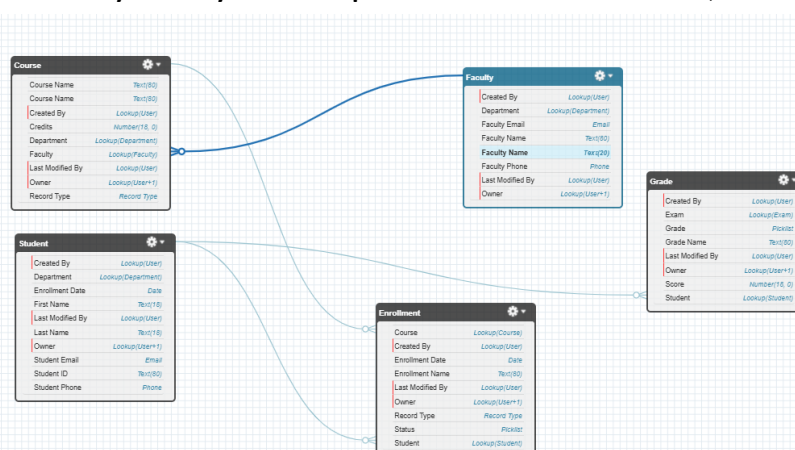 Course
Course Name Text(80)
Course Name Text(80)
Created By Lookup(User)
Credits Number(16, 0)
Department Lookup(Department)
Faculty Lookup(Faculty)
Last Modified By Lookup(User)
Owner Lookup(User+1)
Record Type Record Type
Faculty
Created By Lookup(User)
Department Lookup(Department)
Faculty Email Email
Faculty Name Text(80)
Faculty Name Text(20)
Faculty Phone Phone
Last Modified By Lookup(User)
Owner Lookup(User+1)
Grade
Created By Lookup(User)
Exam Lookup(Exam)
Grade Picklist
Grade Name Text(80)
Last Modified By Lookup(User)
Owner Lookup(User+1)
Score Number(16, 0)
Student Lookup(Student)
Student
Created By Lookup(User)
Department Lookup(Department)
Enrollment Date Date
First Name Text(18)
Last Modified By Lookup(User)
Last Name Text(18)
Owner Lookup(User+1)
Student Email Email
Student ID Text(80)
Student Phone Phone
Enrollment
Course Lookup(Course)
Created By Lookup(User)
Enrollment Date Date
Enrollment Name Text(80)
Last Modified By Lookup(User)
Owner Lookup(User+1)
Record Type Record Type
Status Picklist
Student Lookup(Student)